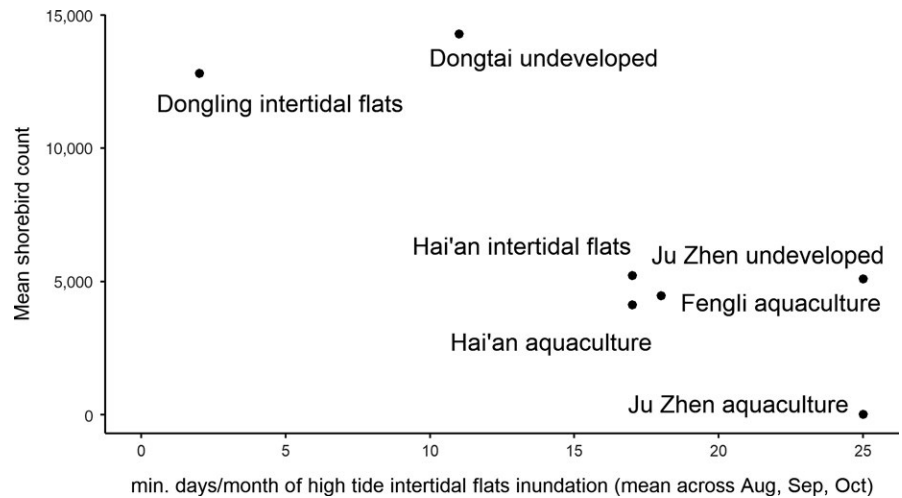 15,000
Dongtai undeveloped
Dongling intertidal flats
10,000
Mean shorebird count
Hai'an intertidal flats
Ju Zhen undeveloped
5,000
Fengli aquaculture
Hai'an aquaculture
Ju Zhen aquaculture
0
0 5 10 15 20 25
min. days/month of high tide intertidal flats inundation (mean across Aug, Sep, Oct)